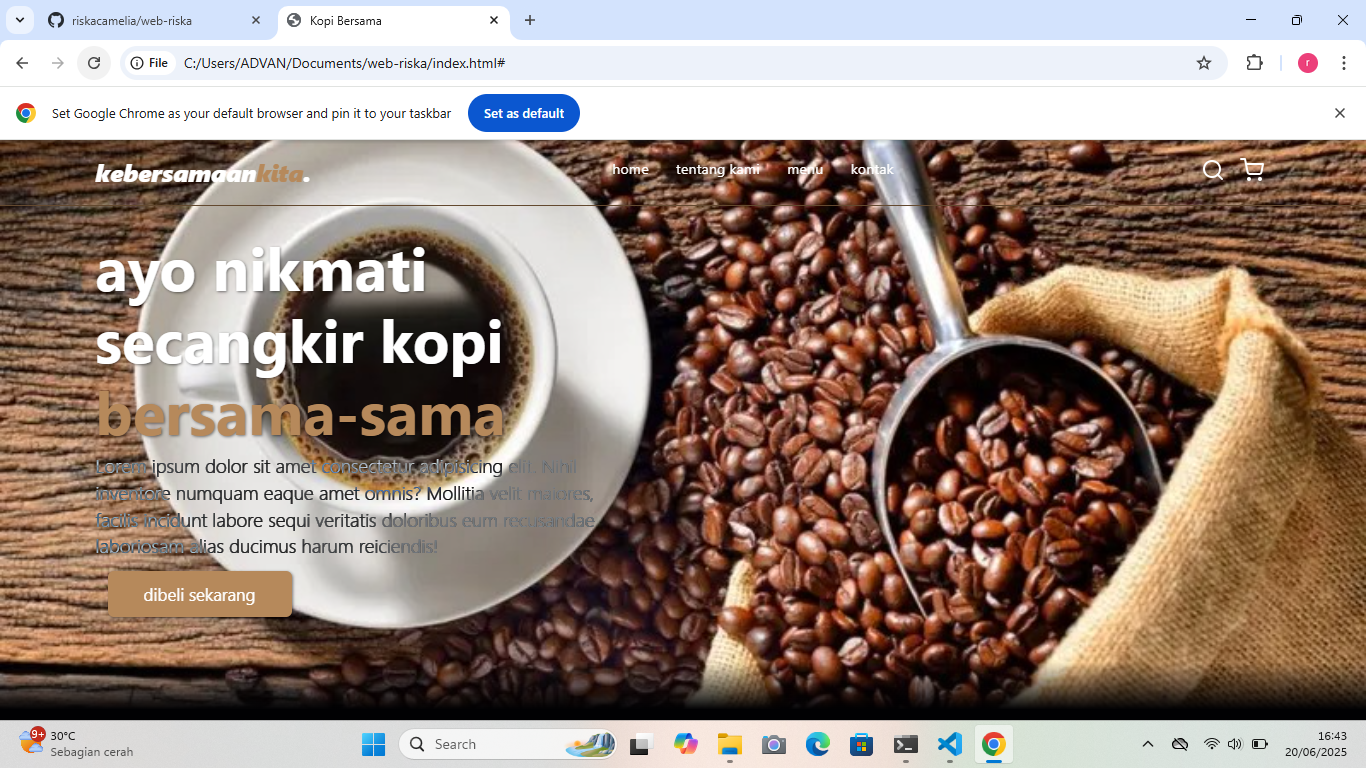 riskacamelia/web-riska
Kopi Bersama
File
C:/Users/ADVAN/Documents/web-riska/index.html#
r
Set Google Chrome as your default browser and pin it to your taskbar
Set as default
kebersamaankita.
home
tentang kami
menu
kontak
ayo nikmati
secangkir kopi
bersama-sama
Lorem ipsum dolor sit amet consectetur adipisicing elit. Nihil
inventore numquam eaque amet omnis? Mollitia velit maiores,
facilis incidunt labore sequi veritatis doloribus eum recusandae
laboriosam alias ducimus harum reiciendis!
dibeli sekarang
9+
30°C
Sebagian cerah
Search
16:43
20/06/2025